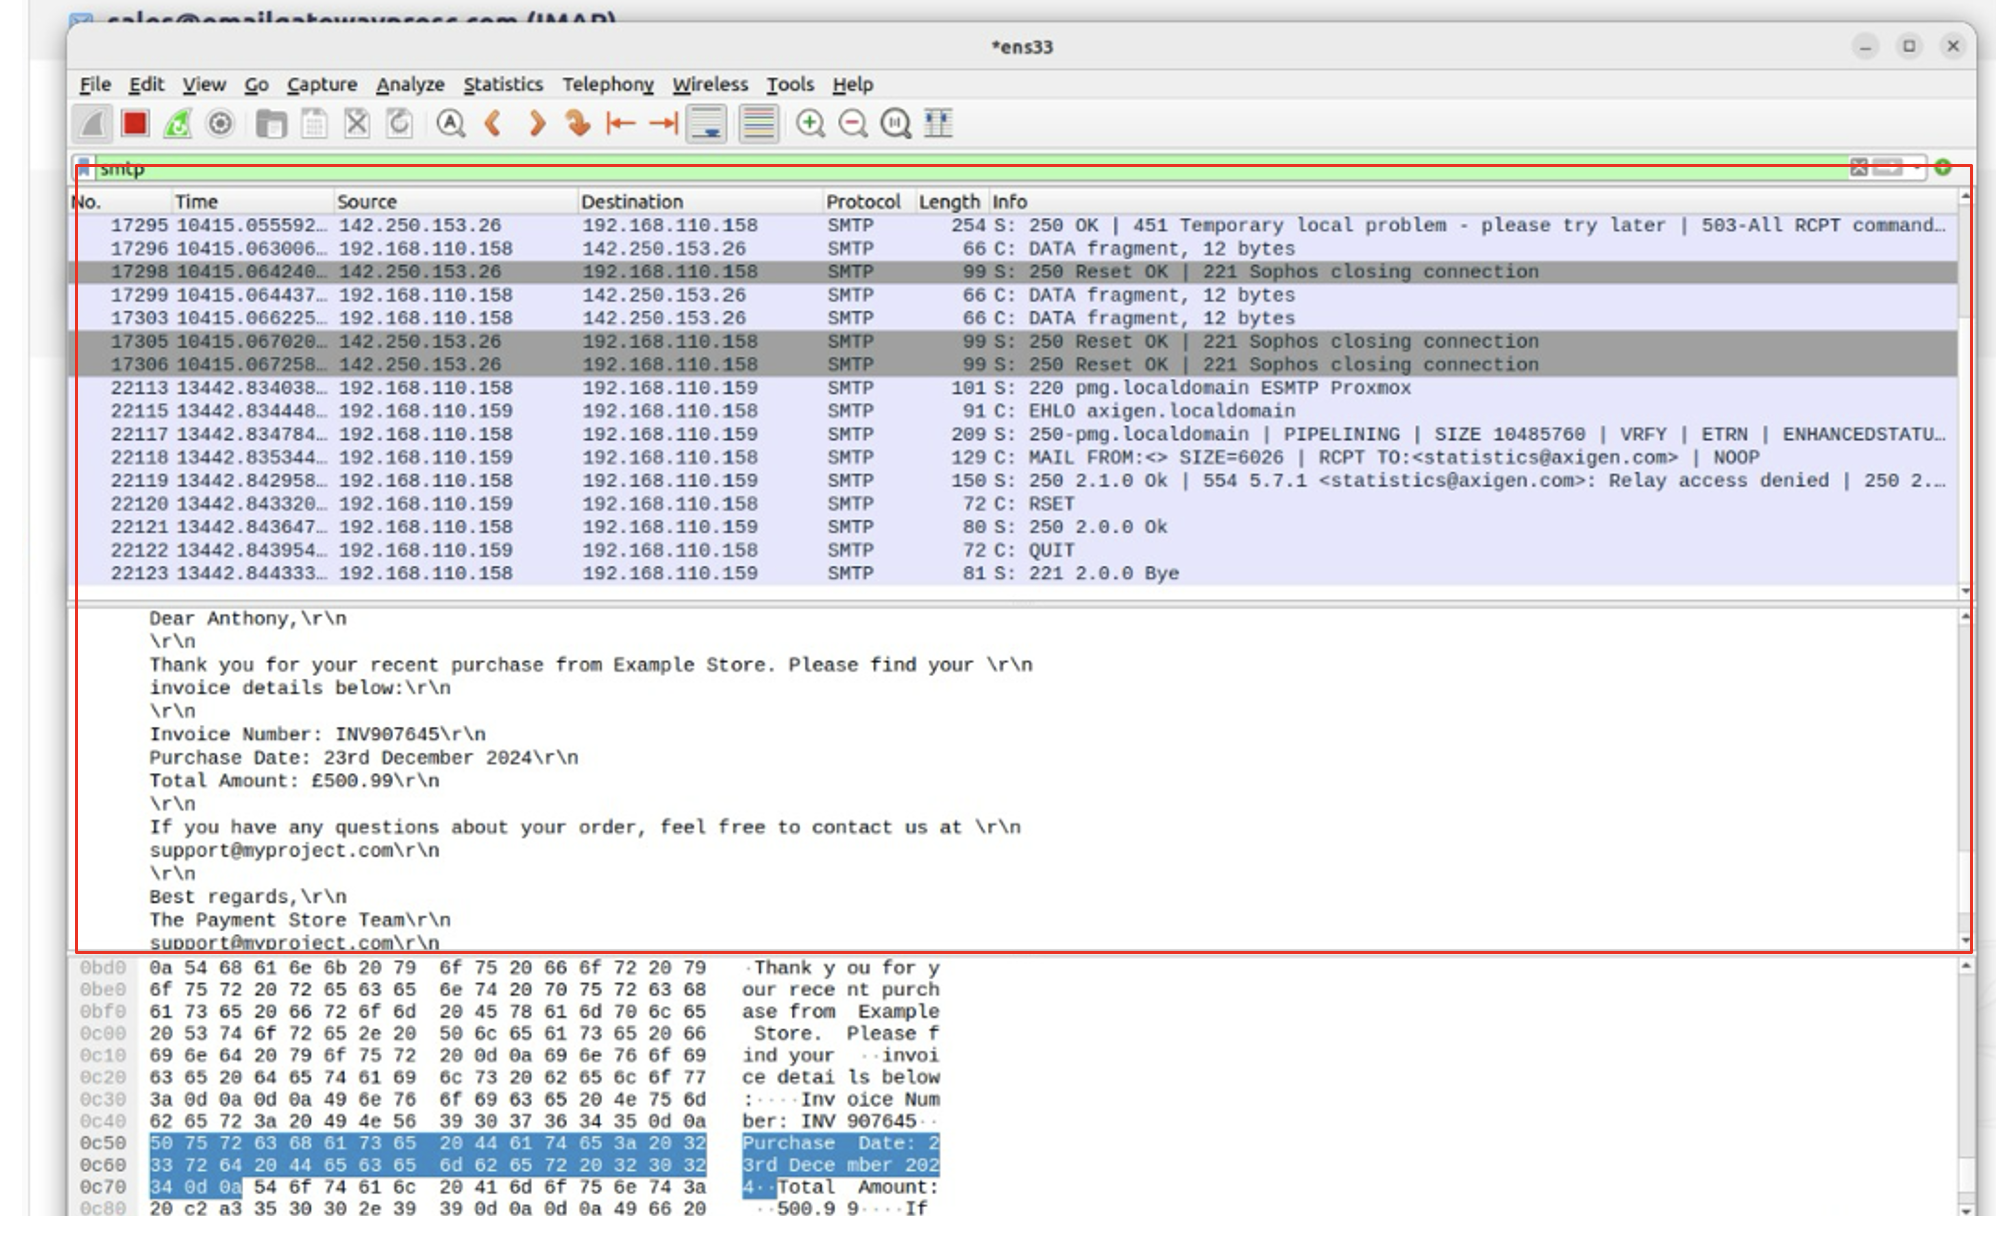 sales@emailgatewayprosc.com (IMAP)
*ens33
File Edit View Go Capture Analyze Statistics Telephony Wireless Tools Help
smtp
No. Time Source Destination Protocol Length Info
17295 10415.055592… 142.250.153.26 192.168.110.158 SMTP 254 S: 250 OK | 451 Temporary local problem - please try later | 503-All RCPT command…
17296 10415.063006… 192.168.110.158 142.250.153.26 SMTP 66 C: DATA fragment, 12 bytes
17298 10415.064240… 142.250.153.26 192.168.110.158 SMTP 99 S: 250 Reset OK | 221 Sophos closing connection
17299 10415.064437… 192.168.110.158 142.250.153.26 SMTP 66 C: DATA fragment, 12 bytes
17303 10415.066225… 192.168.110.158 142.250.153.26 SMTP 66 C: DATA fragment, 12 bytes
17305 10415.067020… 142.250.153.26 192.168.110.158 SMTP 99 S: 250 Reset OK | 221 Sophos closing connection
17306 10415.067258… 142.250.153.26 192.168.110.158 SMTP 99 S: 250 Reset OK | 221 Sophos closing connection
22113 13442.834038… 192.168.110.158 192.168.110.159 SMTP 101 S: 220 pmg.localdomain ESMTP Proxmox
22115 13442.834448… 192.168.110.159 192.168.110.158 SMTP 91 C: EHLO axigen.localdomain
22117 13442.834784… 192.168.110.158 192.168.110.159 SMTP 209 S: 250-pmg.localdomain | PIPELINING | SIZE 10485760 | VRFY | ETRN | ENHANCEDSTATU…
22118 13442.835344… 192.168.110.159 192.168.110.158 SMTP 129 C: MAIL FROM:<> SIZE=6026 | RCPT TO:<statistics@axigen.com> | NOOP
22119 13442.842958… 192.168.110.158 192.168.110.159 SMTP 150 S: 250 2.1.0 Ok | 554 5.7.1 <statistics@axigen.com>: Relay access denied | 250 2.…
22120 13442.843320… 192.168.110.159 192.168.110.158 SMTP 72 C: RSET
22121 13442.843647… 192.168.110.158 192.168.110.159 SMTP 80 S: 250 2.0.0 Ok
22122 13442.843954… 192.168.110.159 192.168.110.158 SMTP 72 C: QUIT
22123 13442.844333… 192.168.110.158 192.168.110.159 SMTP 81 S: 221 2.0.0 Bye
Dear Anthony,\r\n
\r\n
Thank you for your recent purchase from Example Store. Please find your \r\n
invoice details below:\r\n
\r\n
Invoice Number: INV907645\r\n
Purchase Date: 23rd December 2024\r\n
Total Amount: £500.99\r\n
\r\n
If you have any questions about your order, feel free to contact us at \r\n
support@myproject.com\r\n
\r\n
Best regards,\r\n
The Payment Store Team\r\n
support@myproject.com\r\n
0bd0 0a 54 68 61 6e 6b 20 79 6f 75 20 66 6f 72 20 79 ·Thank y ou for y
0be0 6f 75 72 20 72 65 63 65 6e 74 20 70 75 72 63 68 our rece nt purch
0bf0 61 73 65 20 66 72 6f 6d 20 45 78 61 6d 70 6c 65 ase from Example
0c00 20 53 74 6f 72 65 2e 20 50 6c 65 61 73 65 20 66 Store. Please f
0c10 69 6e 64 20 79 6f 75 72 20 0d 0a 69 6e 76 6f 69 ind your ··invoi
0c20 63 65 20 64 65 74 61 69 6c 73 20 62 65 6c 6f 77 ce detai ls below
0c30 3a 0d 0a 0d 0a 49 6e 76 6f 69 63 65 20 4e 75 6d :····Inv oice Num
0c40 62 65 72 3a 20 49 4e 56 39 30 37 36 34 35 0d 0a ber: INV 907645··
0c50 50 75 72 63 68 61 73 65 20 44 61 74 65 3a 20 32 Purchase Date: 2
0c60 33 72 64 20 44 65 63 65 6d 62 65 72 20 32 30 32 3rd Dece mber 202
0c70 34 0d 0a 54 6f 74 61 6c 20 41 6d 6f 75 6e 74 3a 4··Total Amount:
0c80 20 c2 a3 35 30 30 2e 39 39 0d 0a 0d 0a 49 66 20 ··500.9 9····If